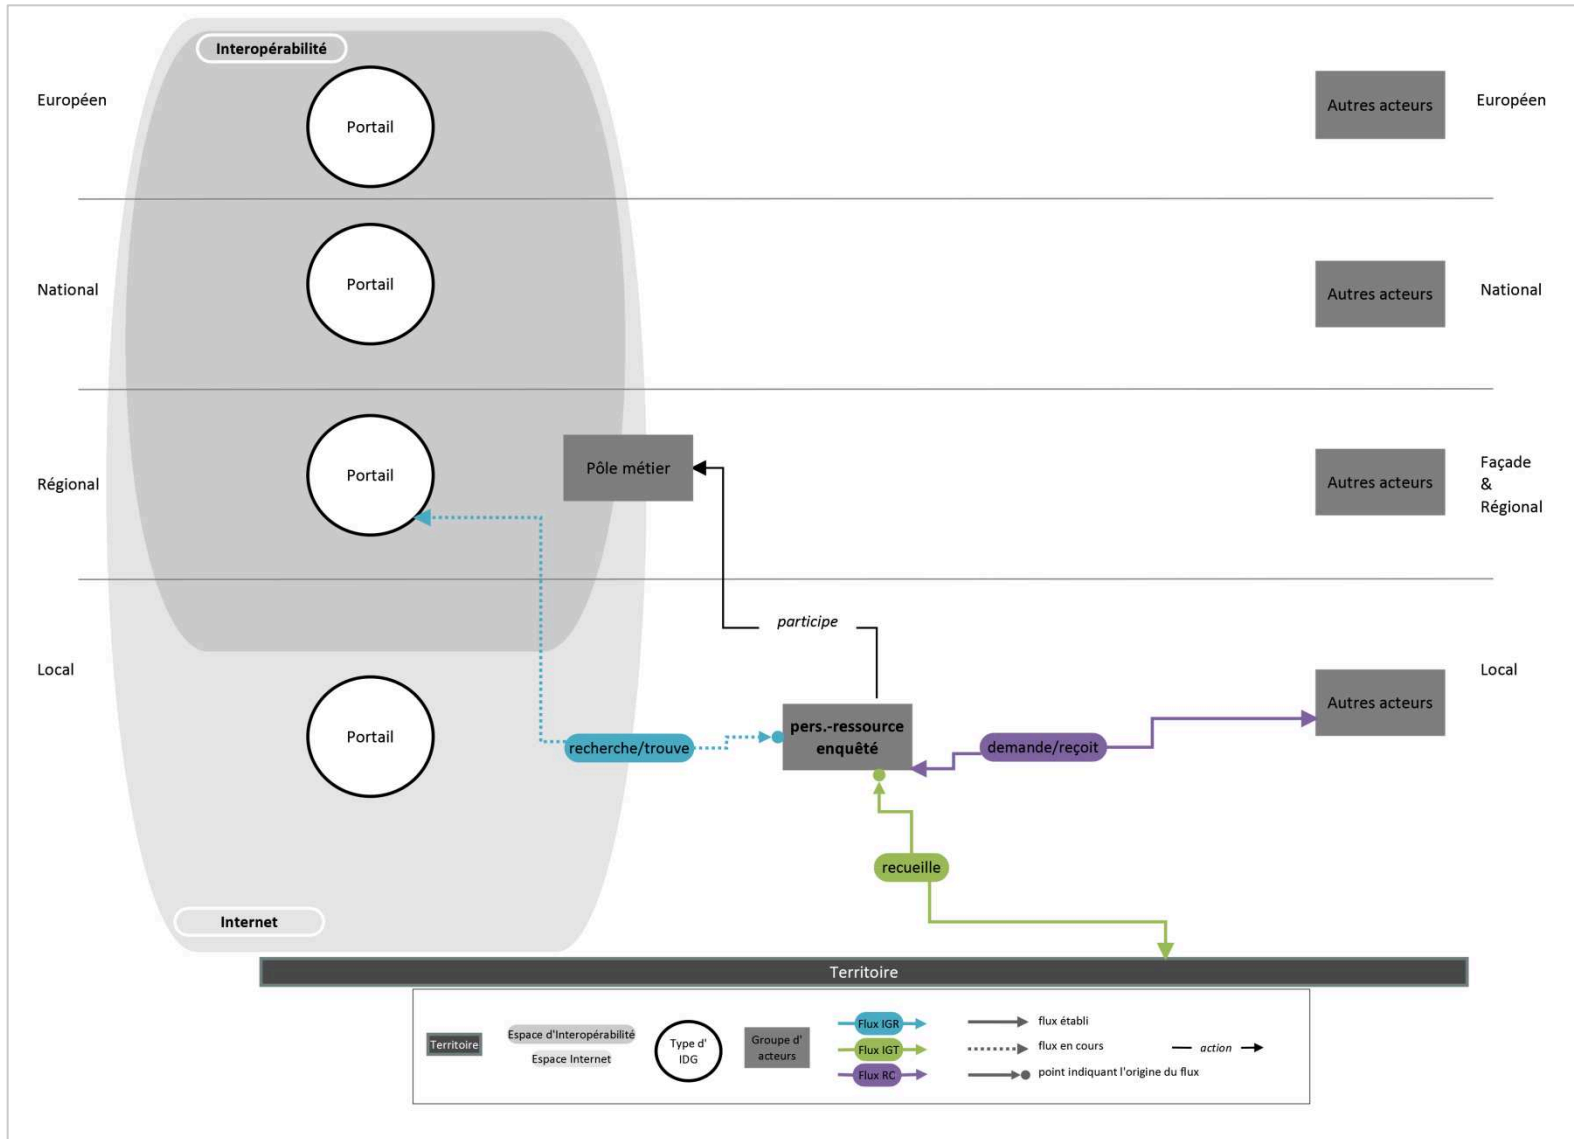 Interopérabilité
Européen
Portail
Autres acteurs
Européen
National
Portail
Autres acteurs
National
Régional
Portail
Pôle métier
Autres acteurs
Façade
&
Régional
participe
Local
Portail
recherche/trouve
pers.-ressource
enquêté
demande/reçoit
Autres acteurs
Local
recueille
Internet
Territoire
Territoire
Espace d'Interopérabilité
Espace Internet
Type d'
IDG
Groupe d'
acteurs
Flux IGR
Flux IGT
Flux RC
flux établi
flux en cours
point indiquant l'origine du flux
action